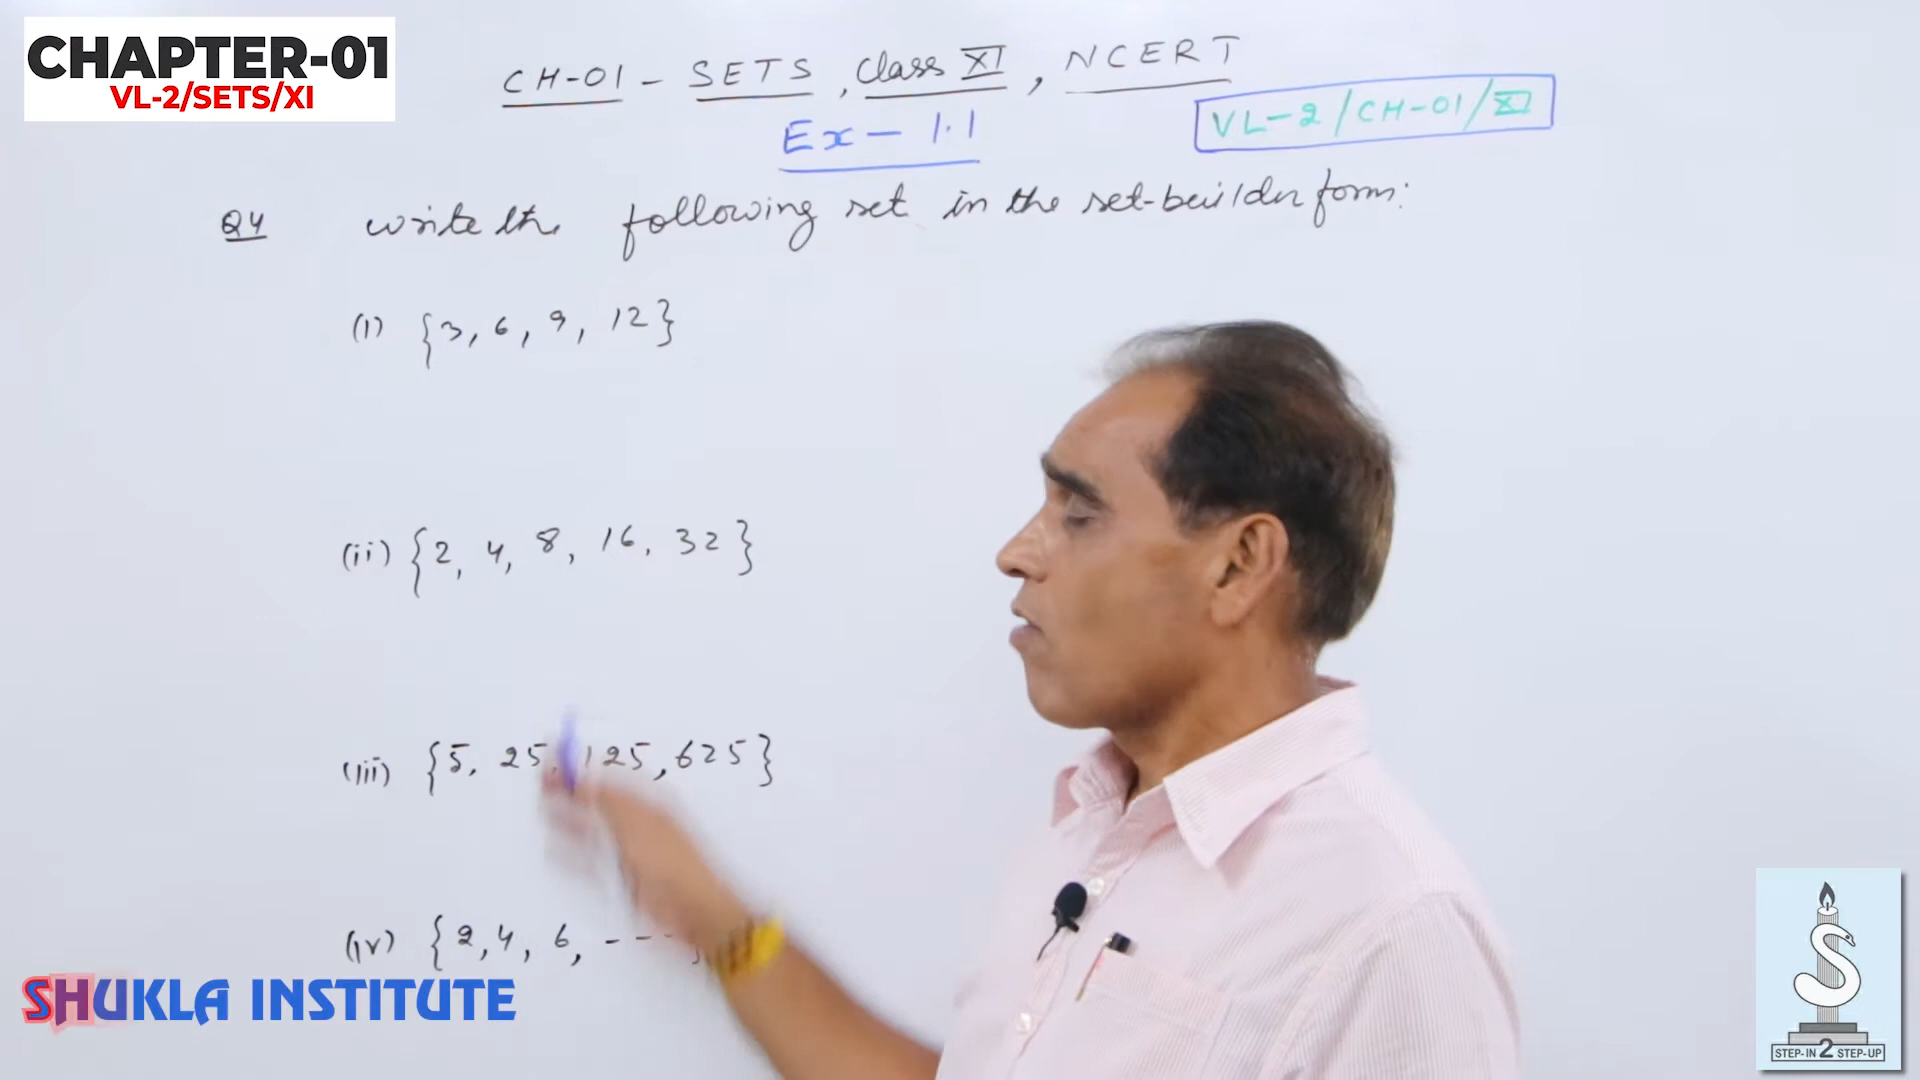 CHAPTER-01
VL-2/SETS/XI
CH-01 - SETS, Class XI, NCERT
Ex - 1.1
VL-2/CH-01/XI
Q4 write the following set in the set-builder form:
(i) {3, 6, 9, 12}
(ii) {2, 4, 8, 16, 32}
(iii) {5, 25, 125, 625}
(iv) {2, 4, 6, ---
SHUKLA INSTITUTE
STEP-IN 2 STEP-UP